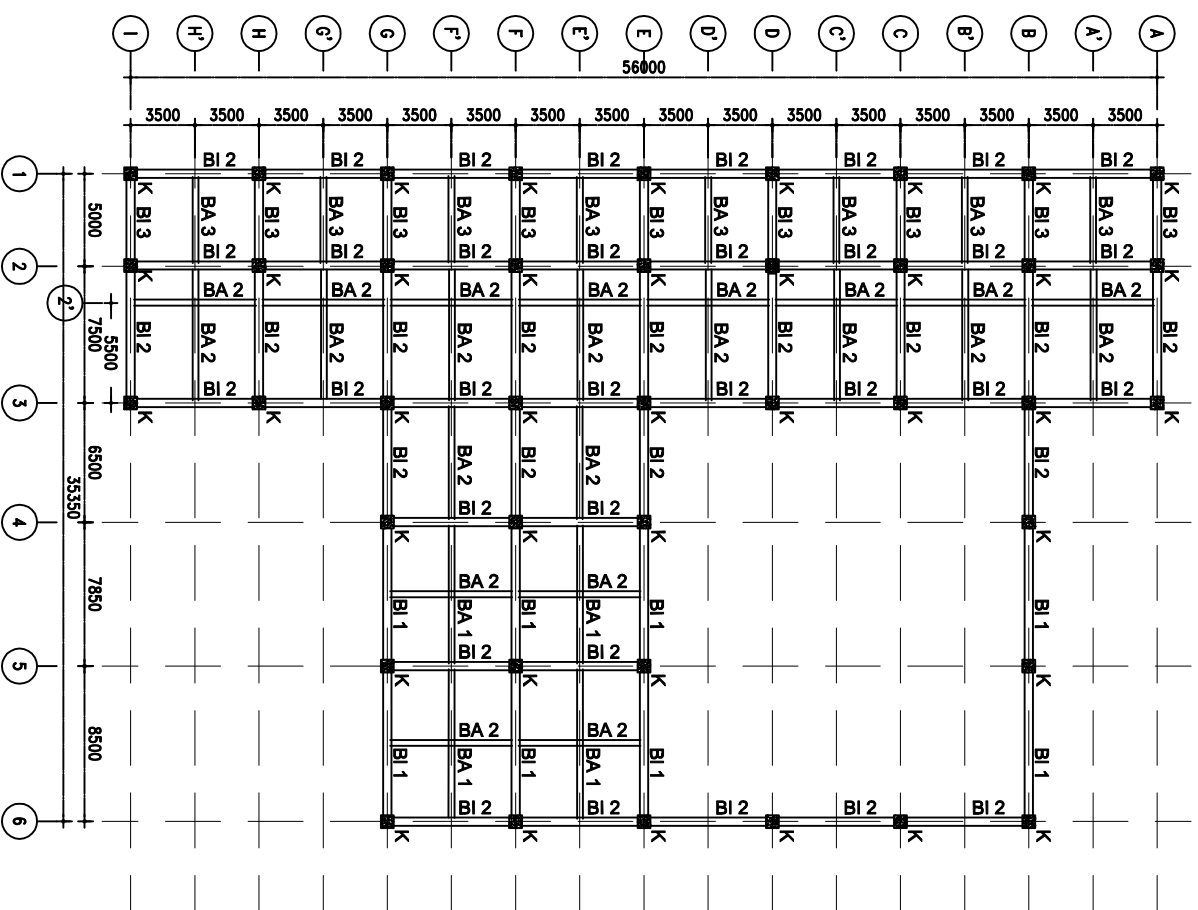 I H' H G' G F' F E' E D' D C' C B' B A' A
56000
3500 3500 3500 3500 3500 3500 3500 3500 3500 3500 3500 3500 3500 3500 3500 3500
BI 2 BI 2 BI 2 BI 2 BI 2 BI 2 BI 2 BI 2
1
K K K K K K K K K
5000
BI 3 BA 3 BI 3 BA 3 BI 3 BA 3 BI 3 BA 3 BI 3 BA 3 BI 3 BA 3 BI 3 BA 3 BI 3 BA 3 BI 3
BI 2 BI 2 BI 2 BI 2 BI 2 BI 2 BI 2 BI 2
2
K K K K K K K K K
BA 2 BA 2 BA 2 BA 2 BA 2 BA 2 BA 2 BA 2
2'
7500 5500
BI 2 BA 2 BI 2 BA 2 BI 2 BA 2 BI 2 BA 2 BI 2 BA 2 BI 2 BA 2 BI 2 BA 2 BI 2 BA 2 BI 2
BI 2 BI 2 BI 2 BI 2 BI 2 BI 2 BI 2 BI 2
3
K K K K K K K K K
6500
BI 2 BA 2 BI 2 BA 2 BI 2 BI 2
35350
BI 2 BI 2
4
K K K K
7850
BA 2 BA 2
BI 1 BA 1 BI 1 BA 1 BI 1 BI 1
BI 2 BI 2
5
K K K K
8500
BA 2 BA 2
BI 1 BA 1 BI 1 BA 1 BI 1 BI 1
BI 2 BI 2 BI 2 BI 2 BI 2
6
K K K K K K